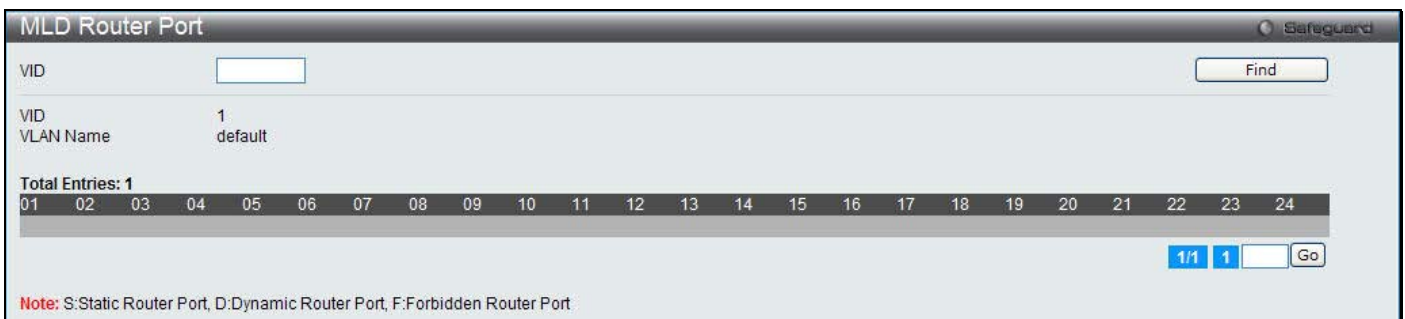 MLD Router Port
Safeguard
VID
Find
VID 1
VLAN Name default
Total Entries: 1
01 02 03 04 05 06 07 08 09 10 11 12 13 14 15 16 17 18 19 20 21 22 23 24
1/1 1 Go
Note: S:Static Router Port, D:Dynamic Router Port, F:Forbidden Router Port